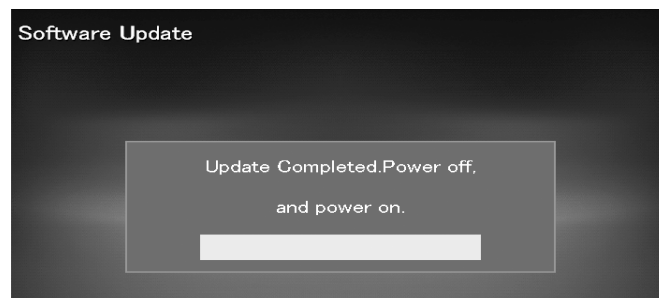 Software Update
Update Completed.Power off,
and power on.